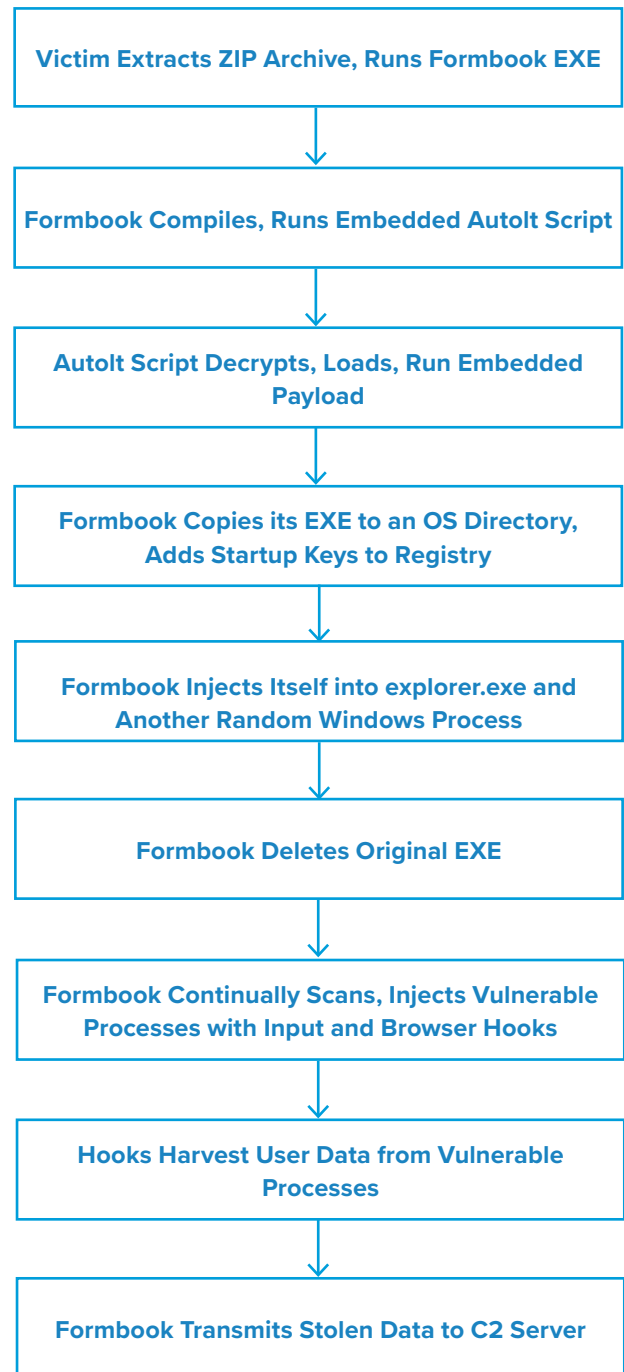 Victim Extracts ZIP Archive, Runs Formbook EXE
Formbook Compiles, Runs Embedded AutoIt Script
AutoIt Script Decrypts, Loads, Run Embedded
Payload
Formbook Copies its EXE to an OS Directory,
Adds Startup Keys to Registry
Formbook Injects Itself into explorer.exe and
Another Random Windows Process
Formbook Deletes Original EXE
Formbook Continually Scans, Injects Vulnerable
Processes with Input and Browser Hooks
Hooks Harvest User Data from Vulnerable
Processes
Formbook Transmits Stolen Data to C2 Server